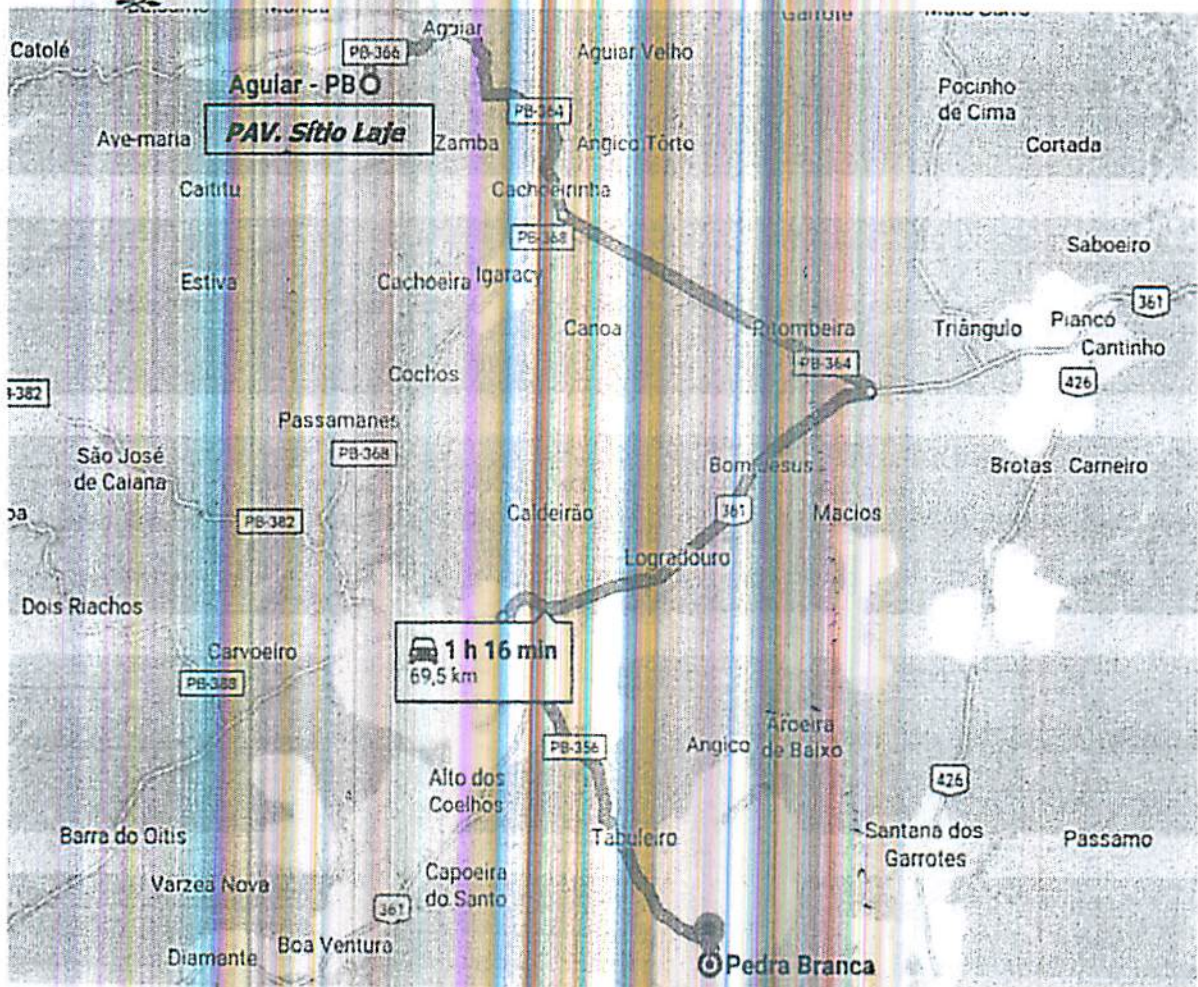 Catolé
PB-366
Aguiar
Aguiar Velho
Aguiar - PB
Pocinho
de Cima
PB-364
PAV. Sítio Laje
Ave-maria
Zamba
Angico Torto
Cortada
Caititu
Cachoeirinha
PB-368
Saboeiro
Estiva
Cachoeira
Igaracy
361
Canoa
Pitombeira
Triângulo
Piancó
Cantinho
PB-364
Cochos
426
Passamanes
PB-368
São José
de Caiana
Bom Jesus
Brotas
Carneiro
PB-382
Caldeirão
361
Macios
Logradouro
Dois Riachos
Carvoeiro
1 h 16 min
69,5 km
PB-388
Aroeira
de Baixo
PB-356
Angico
Alto dos
Coelhos
426
Barra do Oitis
Tabuleiro
Santana dos
Garrotes
Passamo
Varzea Nova
Capoeira
do Santo
361
Boa Ventura
Diamante
Pedra Branca